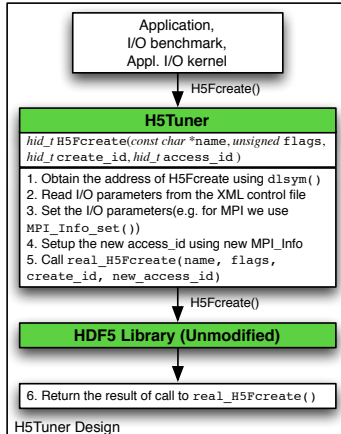 Application,
I/O benchmark,
Appl. I/O kernel
H5Fcreate()
H5Tuner
hid_t H5Fcreate(const char *name, unsigned flags,
hid_t create_id, hid_t access_id )
1. Obtain the address of H5Fcreate using dlsym()
2. Read I/O parameters from the XML control file
3. Set the I/O parameters(e.g. for MPI we use
MPI_Info_set())
4. Setup the new access_id using new MPI_Info
5. Call real_H5Fcreate(name, flags,
create_id, new_access_id)
H5Fcreate()
HDF5 Library (Unmodified)
6. Return the result of call to real_H5Fcreate()
H5Tuner Design